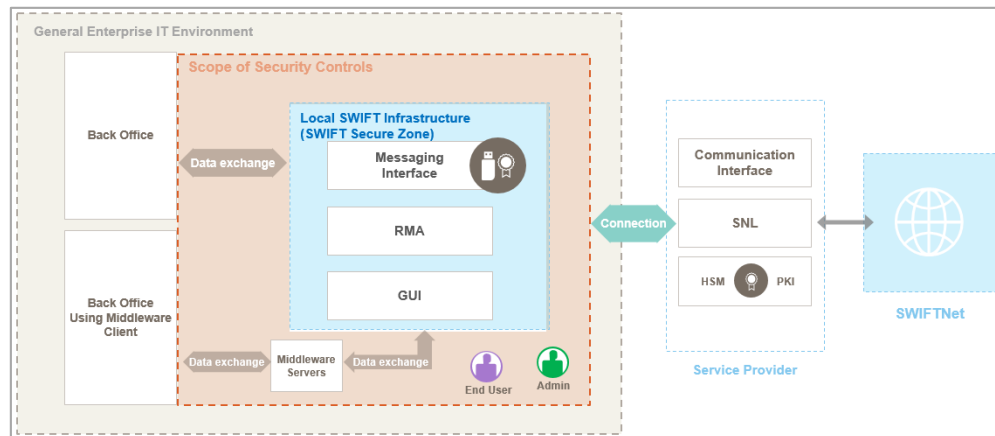 General Enterprise IT Environment
Scope of Security Controls
Back Office
Data exchange
Local SWIFT Infrastructure
(SWIFT Secure Zone)
Messaging
Interface
RMA
GUI
Back Office
Using Middleware
Client
Data exchange
Middleware
Servers
Data exchange
End User
Admin
Connection
Communication
Interface
SNL
HSM PKI
Service Provider
SWIFTNet